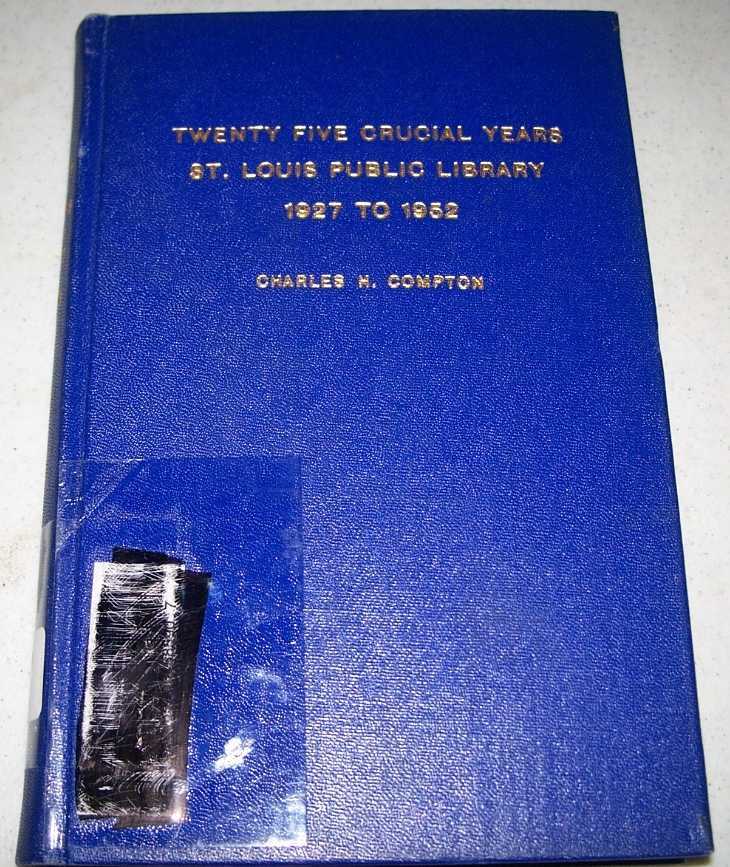 TWENTY FIVE CRUCIAL YEARS
ST. LOUIS PUBLIC LIBRARY
1927 TO 1952
CHARLES H. COMPTON